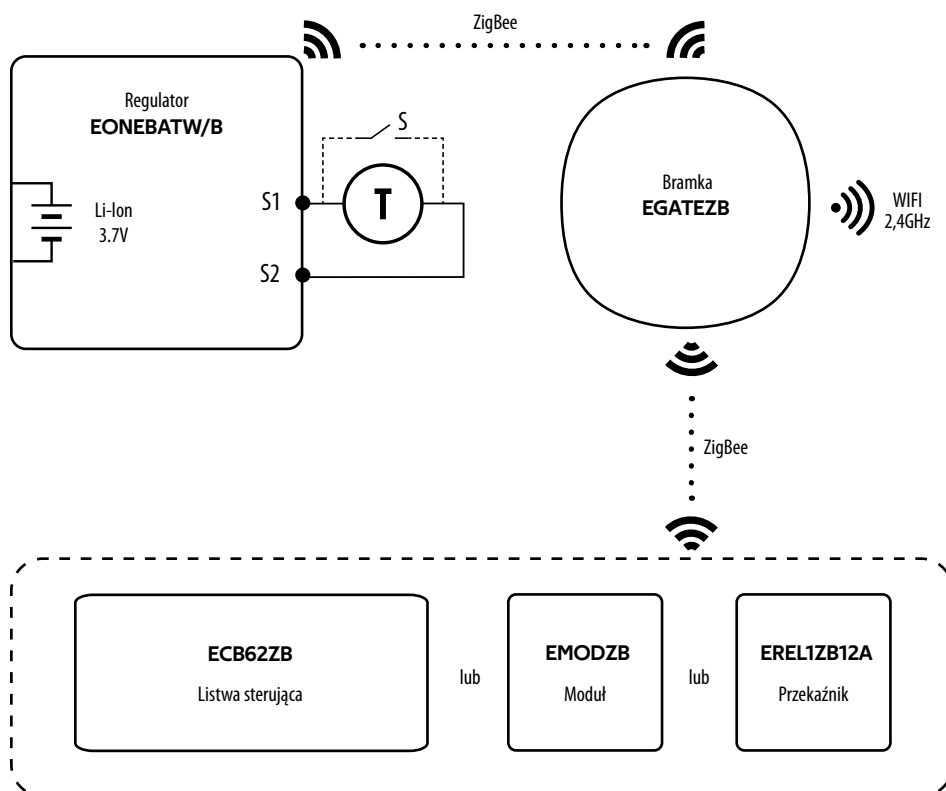 ZigBee
Regulator
EONEBATW/B
S
S1
T
Li-Ion
3.7V
S2
Bramka
EGATEZB
WIFI
2,4GHz
ZigBee
ECB62ZB
Listwa sterująca
lub
EMODZB
Moduł
lub
EREL1ZB12A
Przekaźnik